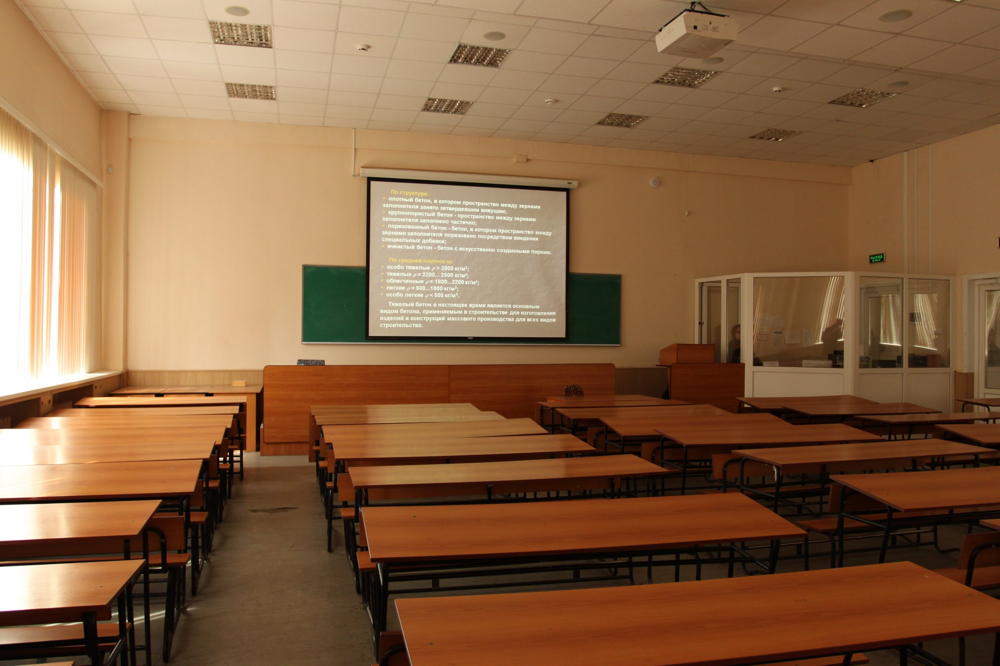 По структуре:
• плотный бетон, в котором пространство между зернами
заполнителя занято затвердевшим вяжущим;
• крупнопористый бетон - пространство между зернами
заполнителя заполнено частично;
• поризованный бетон - бетон, в котором пространство между
зернами заполнителя поризовано посредством введения
специальных добавок;
• ячеистый бетон - бетон с искусственно созданными порами.
По средней плотности:
• особо тяжелые ρ > 2500 кг/м³;
• тяжелые ρ = 2200... 2500 кг/м³;
• облегченные ρ = 1800...2200 кг/м³;
• легкие ρ = 500...1800 кг/м³;
• особо легкие ρ < 500 кг/м³.
Тяжелый бетон в настоящее время является основным
видом бетона, применяемым в строительстве для изготовления
изделий и конструкций массового производства для всех видов
строительства.
ВЫХОД
EXIT